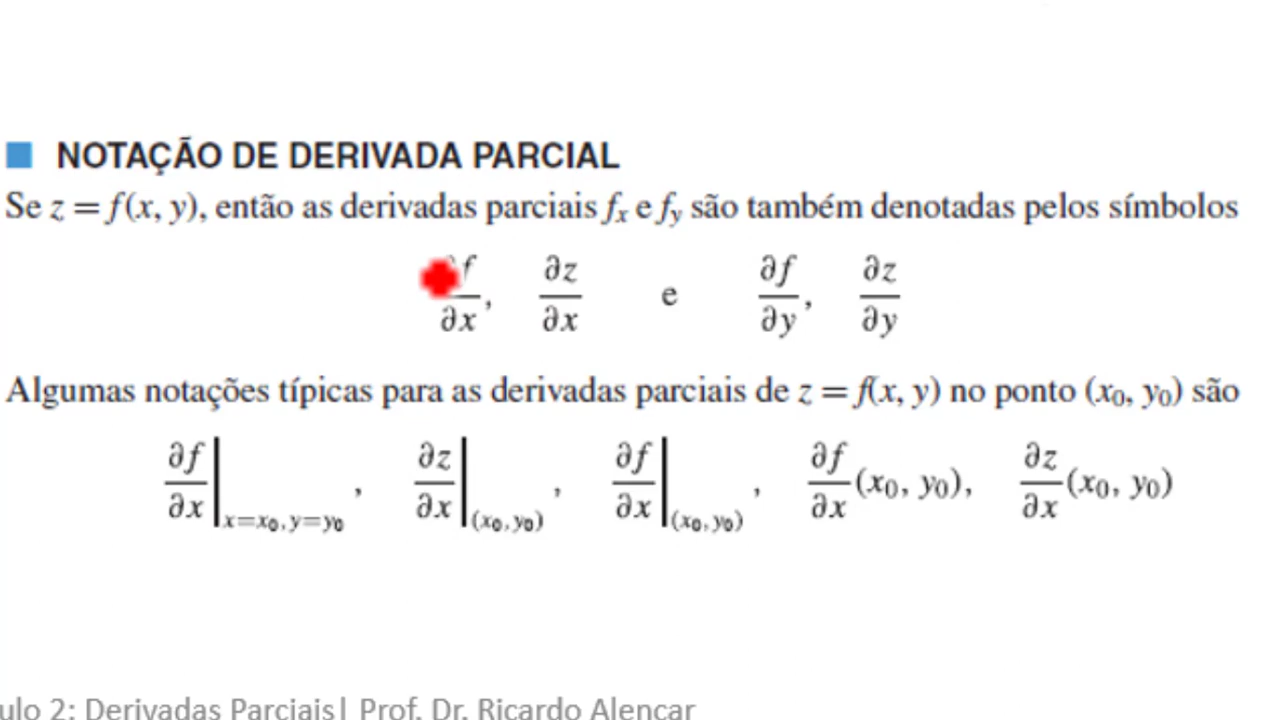 NOTAÇÃO DE DERIVADA PARCIAL
Se z = f(x, y), então as derivadas parciais fₓ e f_y são também denotadas pelos símbolos
f/∂x, ∂z/∂x e ∂f/∂y, ∂z/∂y
Algumas notações típicas para as derivadas parciais de z = f(x, y) no ponto (x₀, y₀) são
∂f/∂x|x=x₀,y=y₀ , ∂z/∂x|(x₀,y₀) , ∂f/∂x|(x₀,y₀) , ∂f/∂x(x₀, y₀), ∂z/∂x(x₀, y₀)
2: Derivadas Parciais| Prof. Dr. Ricardo Alencar